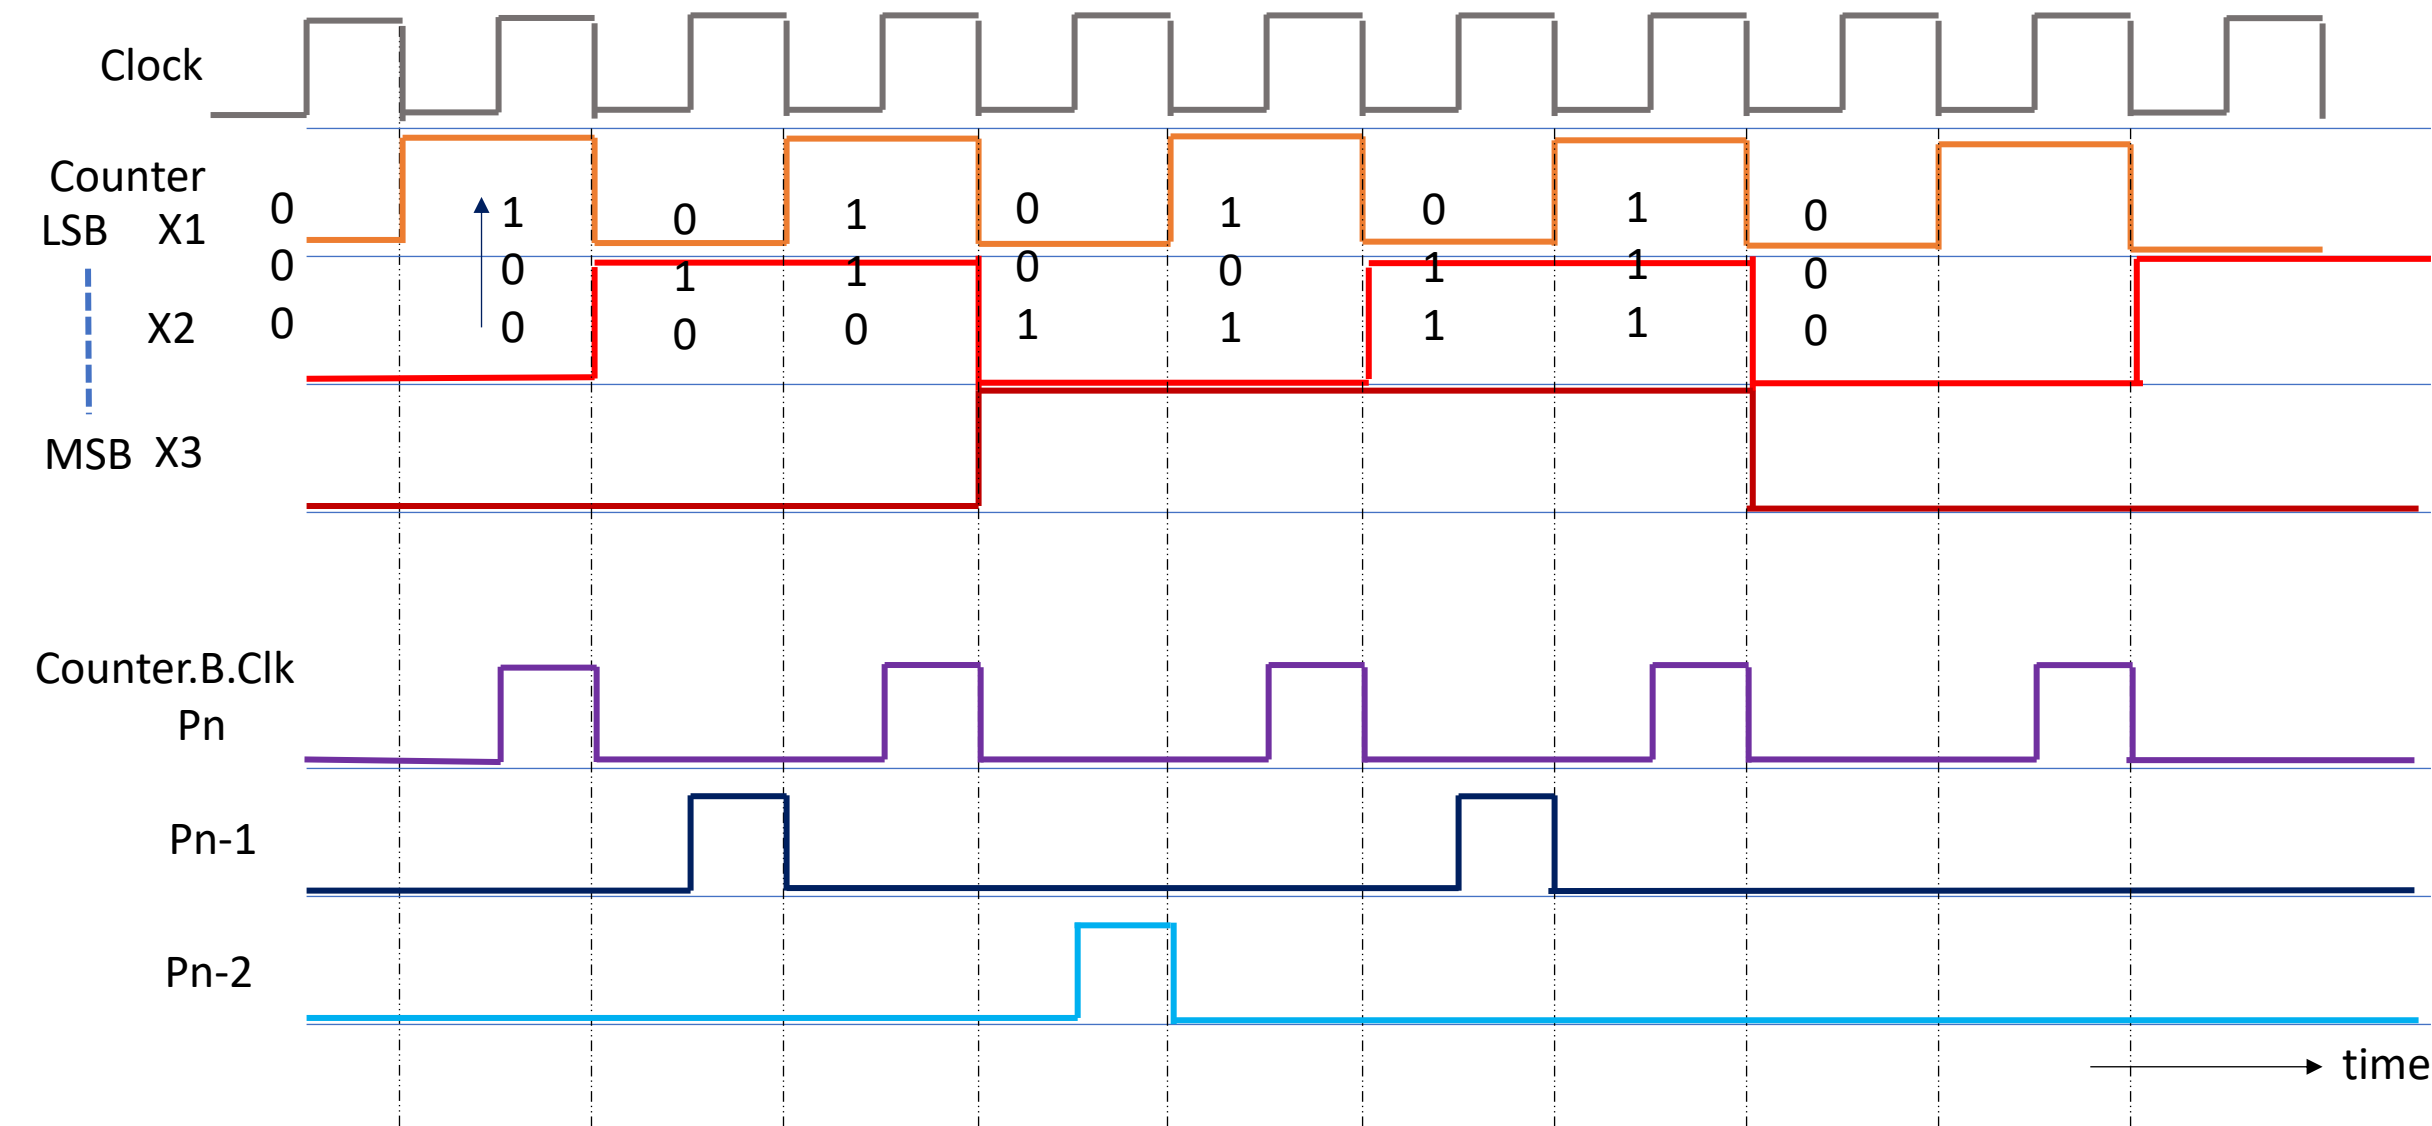 Clock
Counter
LSB X1
0 1 0 1 0 1 0 1 0
0 0 1 1 0 0 1 1 0
X2
0 0 0 0 1 1 1 1 0
MSB X3
Counter.B.Clk
Pn
Pn-1
Pn-2
time